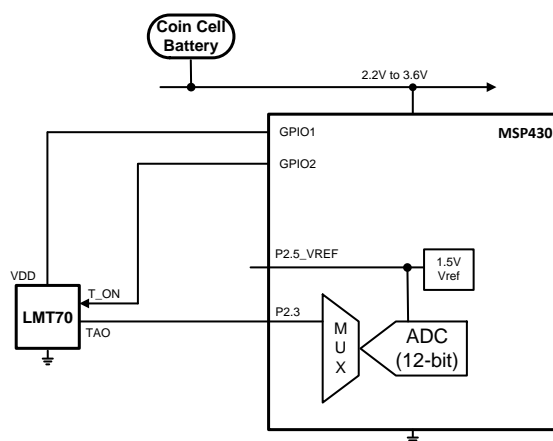 Coin Cell
Battery
2.2V to 3.6V
MSP430
GPIO1
GPIO2
P2.5_VREF
1.5V
Vref
VDD
T_ON
LMT70
TAO
P2.3
M
U
X
ADC
(12-bit)